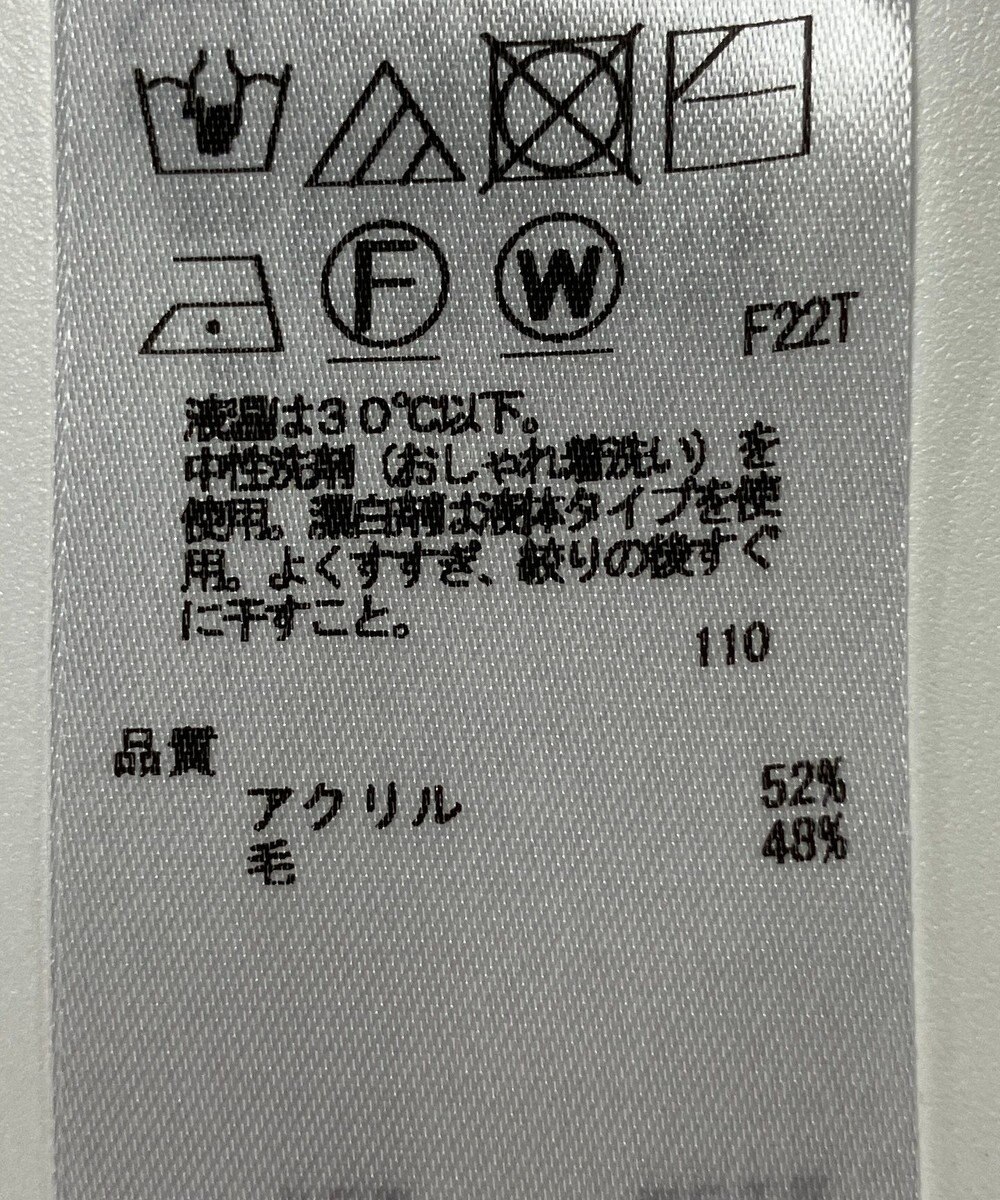 F W F22T
液温は30℃以下。
中性洗剤（おしゃれ着洗い）を
使用。漂白剤は液体タイプを使
用。よくすすぎ、絞りの後すぐ
に干すこと。
110
品質
アクリル 52%
毛 48%